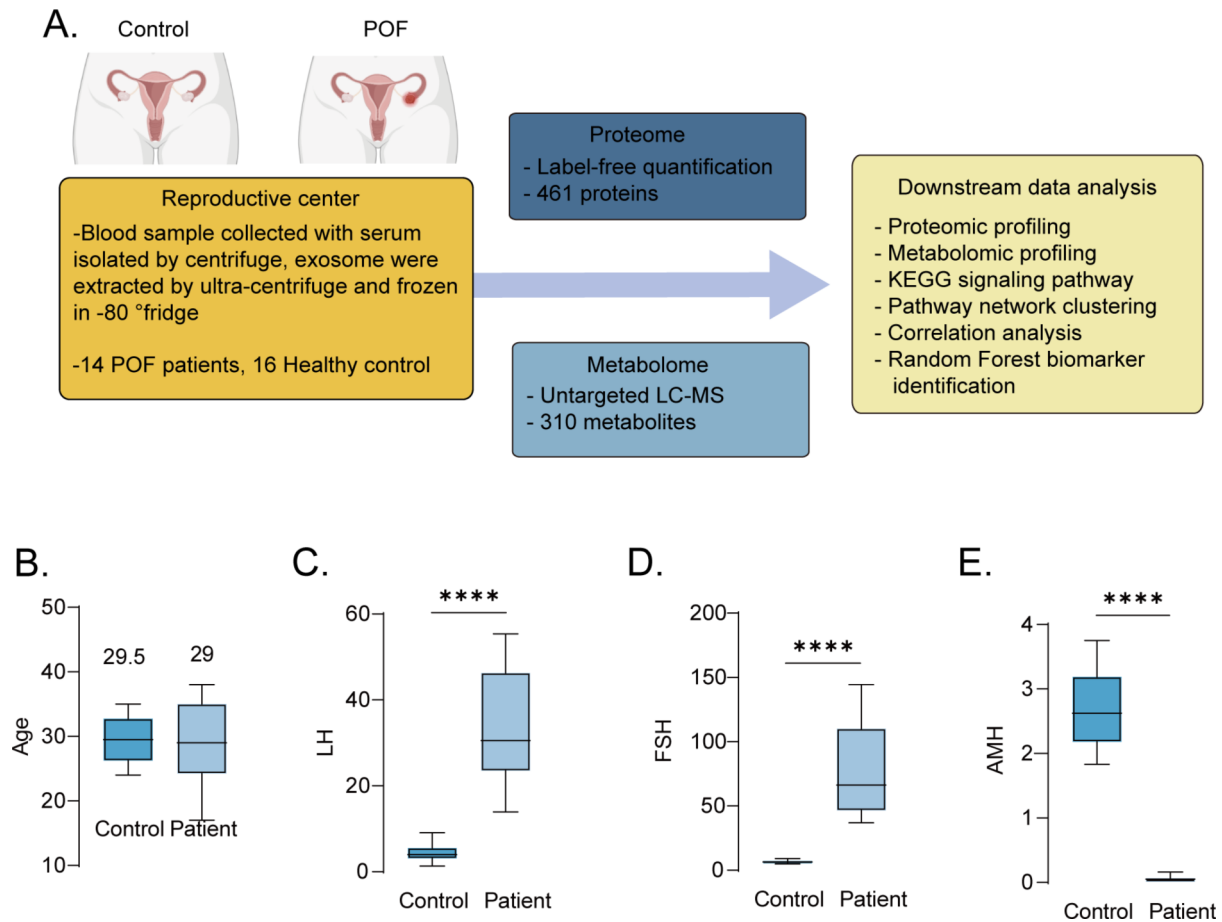 A.
Control
POF
Reproductive center
-Blood sample collected with serum
isolated by centrifuge, exosome were
extracted by ultra-centrifuge and frozen
in -80 °fridge
-14 POF patients, 16 Healthy control
Proteome
- Label-free quantification
- 461 proteins
Metabolome
- Untargeted LC-MS
- 310 metabolites
Downstream data analysis
- Proteomic profiling
- Metabolomic profiling
- KEGG signaling pathway
- Pathway network clustering
- Correlation analysis
- Random Forest biomarker
identification
B.
50
40
30
20
10
Age
29.5
29
Control
Patient
C.
60
40
20
0
LH
****
Control
Patient
D.
200
150
100
50
0
FSH
****
Control
Patient
E.
4
3
2
1
0
AMH
****
Control
Patient